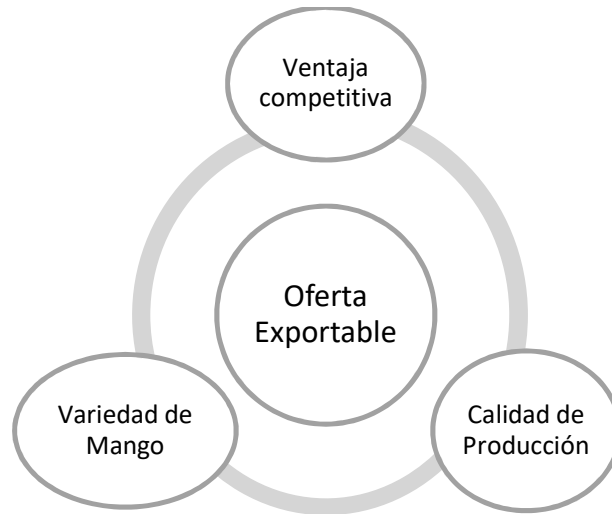 Ventaja
competitiva
Oferta
Exportable
Variedad de
Mango
Calidad de
Producción